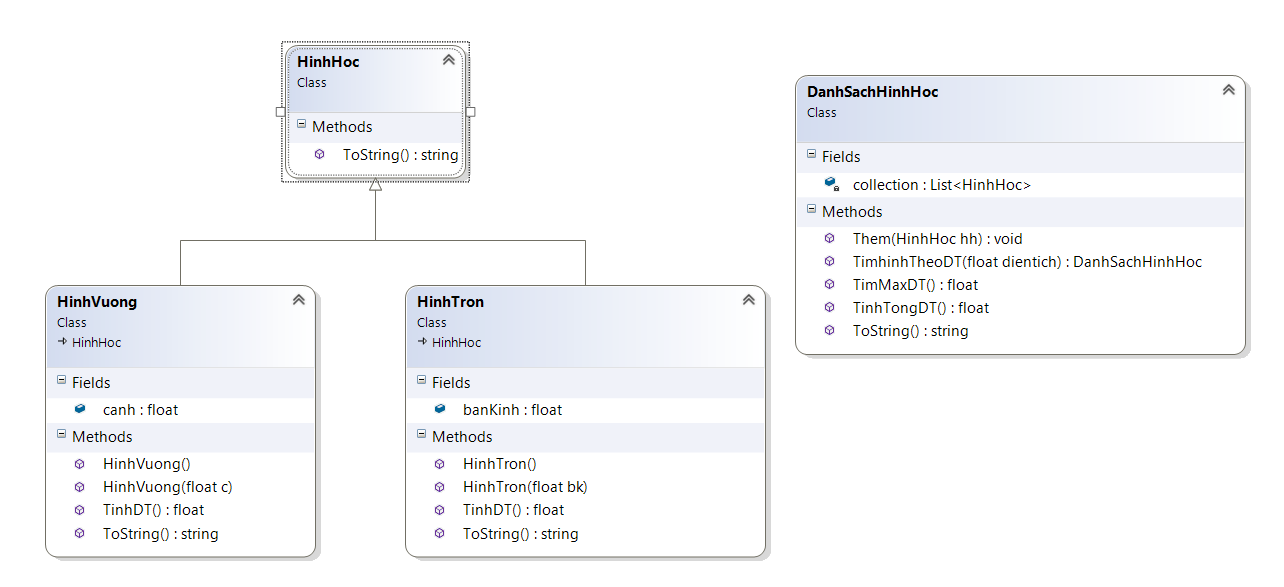 HinhHoc
Class
Methods
ToString() : string
DanhSachHinhHoc
Class
Fields
collection : List<HinhHoc>
Methods
Them(HinhHoc hh) : void
TimhinhTheoDT(float dientich) : DanhSachHinhHoc
TimMaxDT() : float
TinhTongDT() : float
ToString() : string
HinhVuong
Class
HinhHoc
Fields
canh : float
Methods
HinhVuong()
HinhVuong(float c)
TinhDT() : float
ToString() : string
HinhTron
Class
HinhHoc
Fields
banKinh : float
Methods
HinhTron()
HinhTron(float bk)
TinhDT() : float
ToString() : string